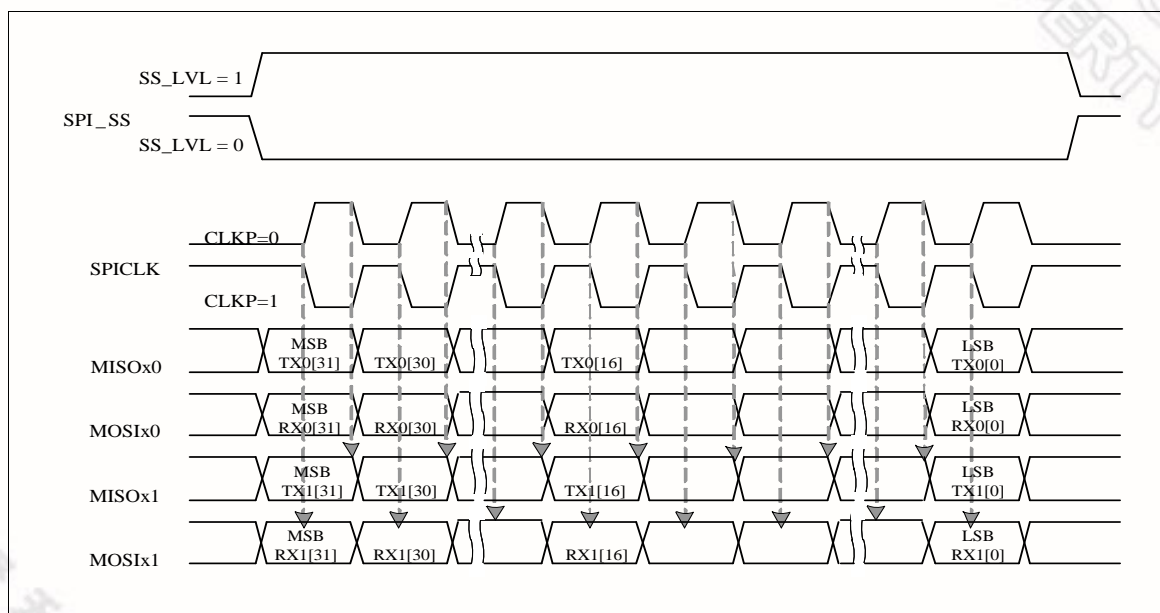 SS_LVL = 1
SPI_SS
SS_LVL = 0
CLKP=0
SPICLK
CLKP=1
MISOx0
MSB
TX0[31]
TX0[30]
TX0[16]
LSB
TX0[0]
MOSIx0
MSB
RX0[31]
RX0[30]
RX0[16]
LSB
RX0[0]
MISOx1
MSB
TX1[31]
TX1[30]
TX1[16]
LSB
TX1[0]
MOSIx1
MSB
RX1[31]
RX1[30]
RX1[16]
LSB
RX1[0]